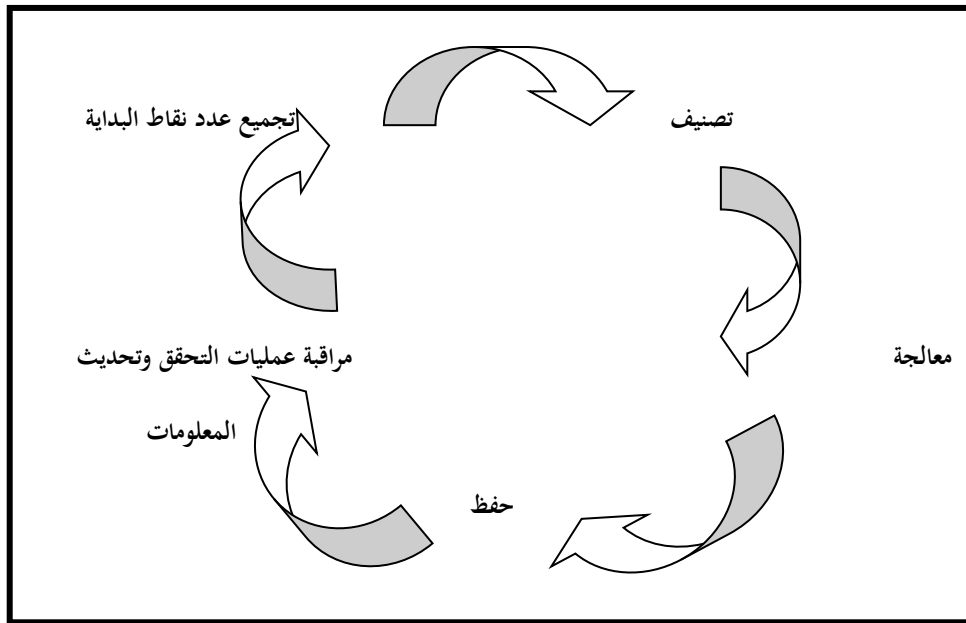 تجميع عدد نقاط البداية
تصنيف
معالجة
حفظ
مراقبة عمليات التحقق وتحديث
المعلومات